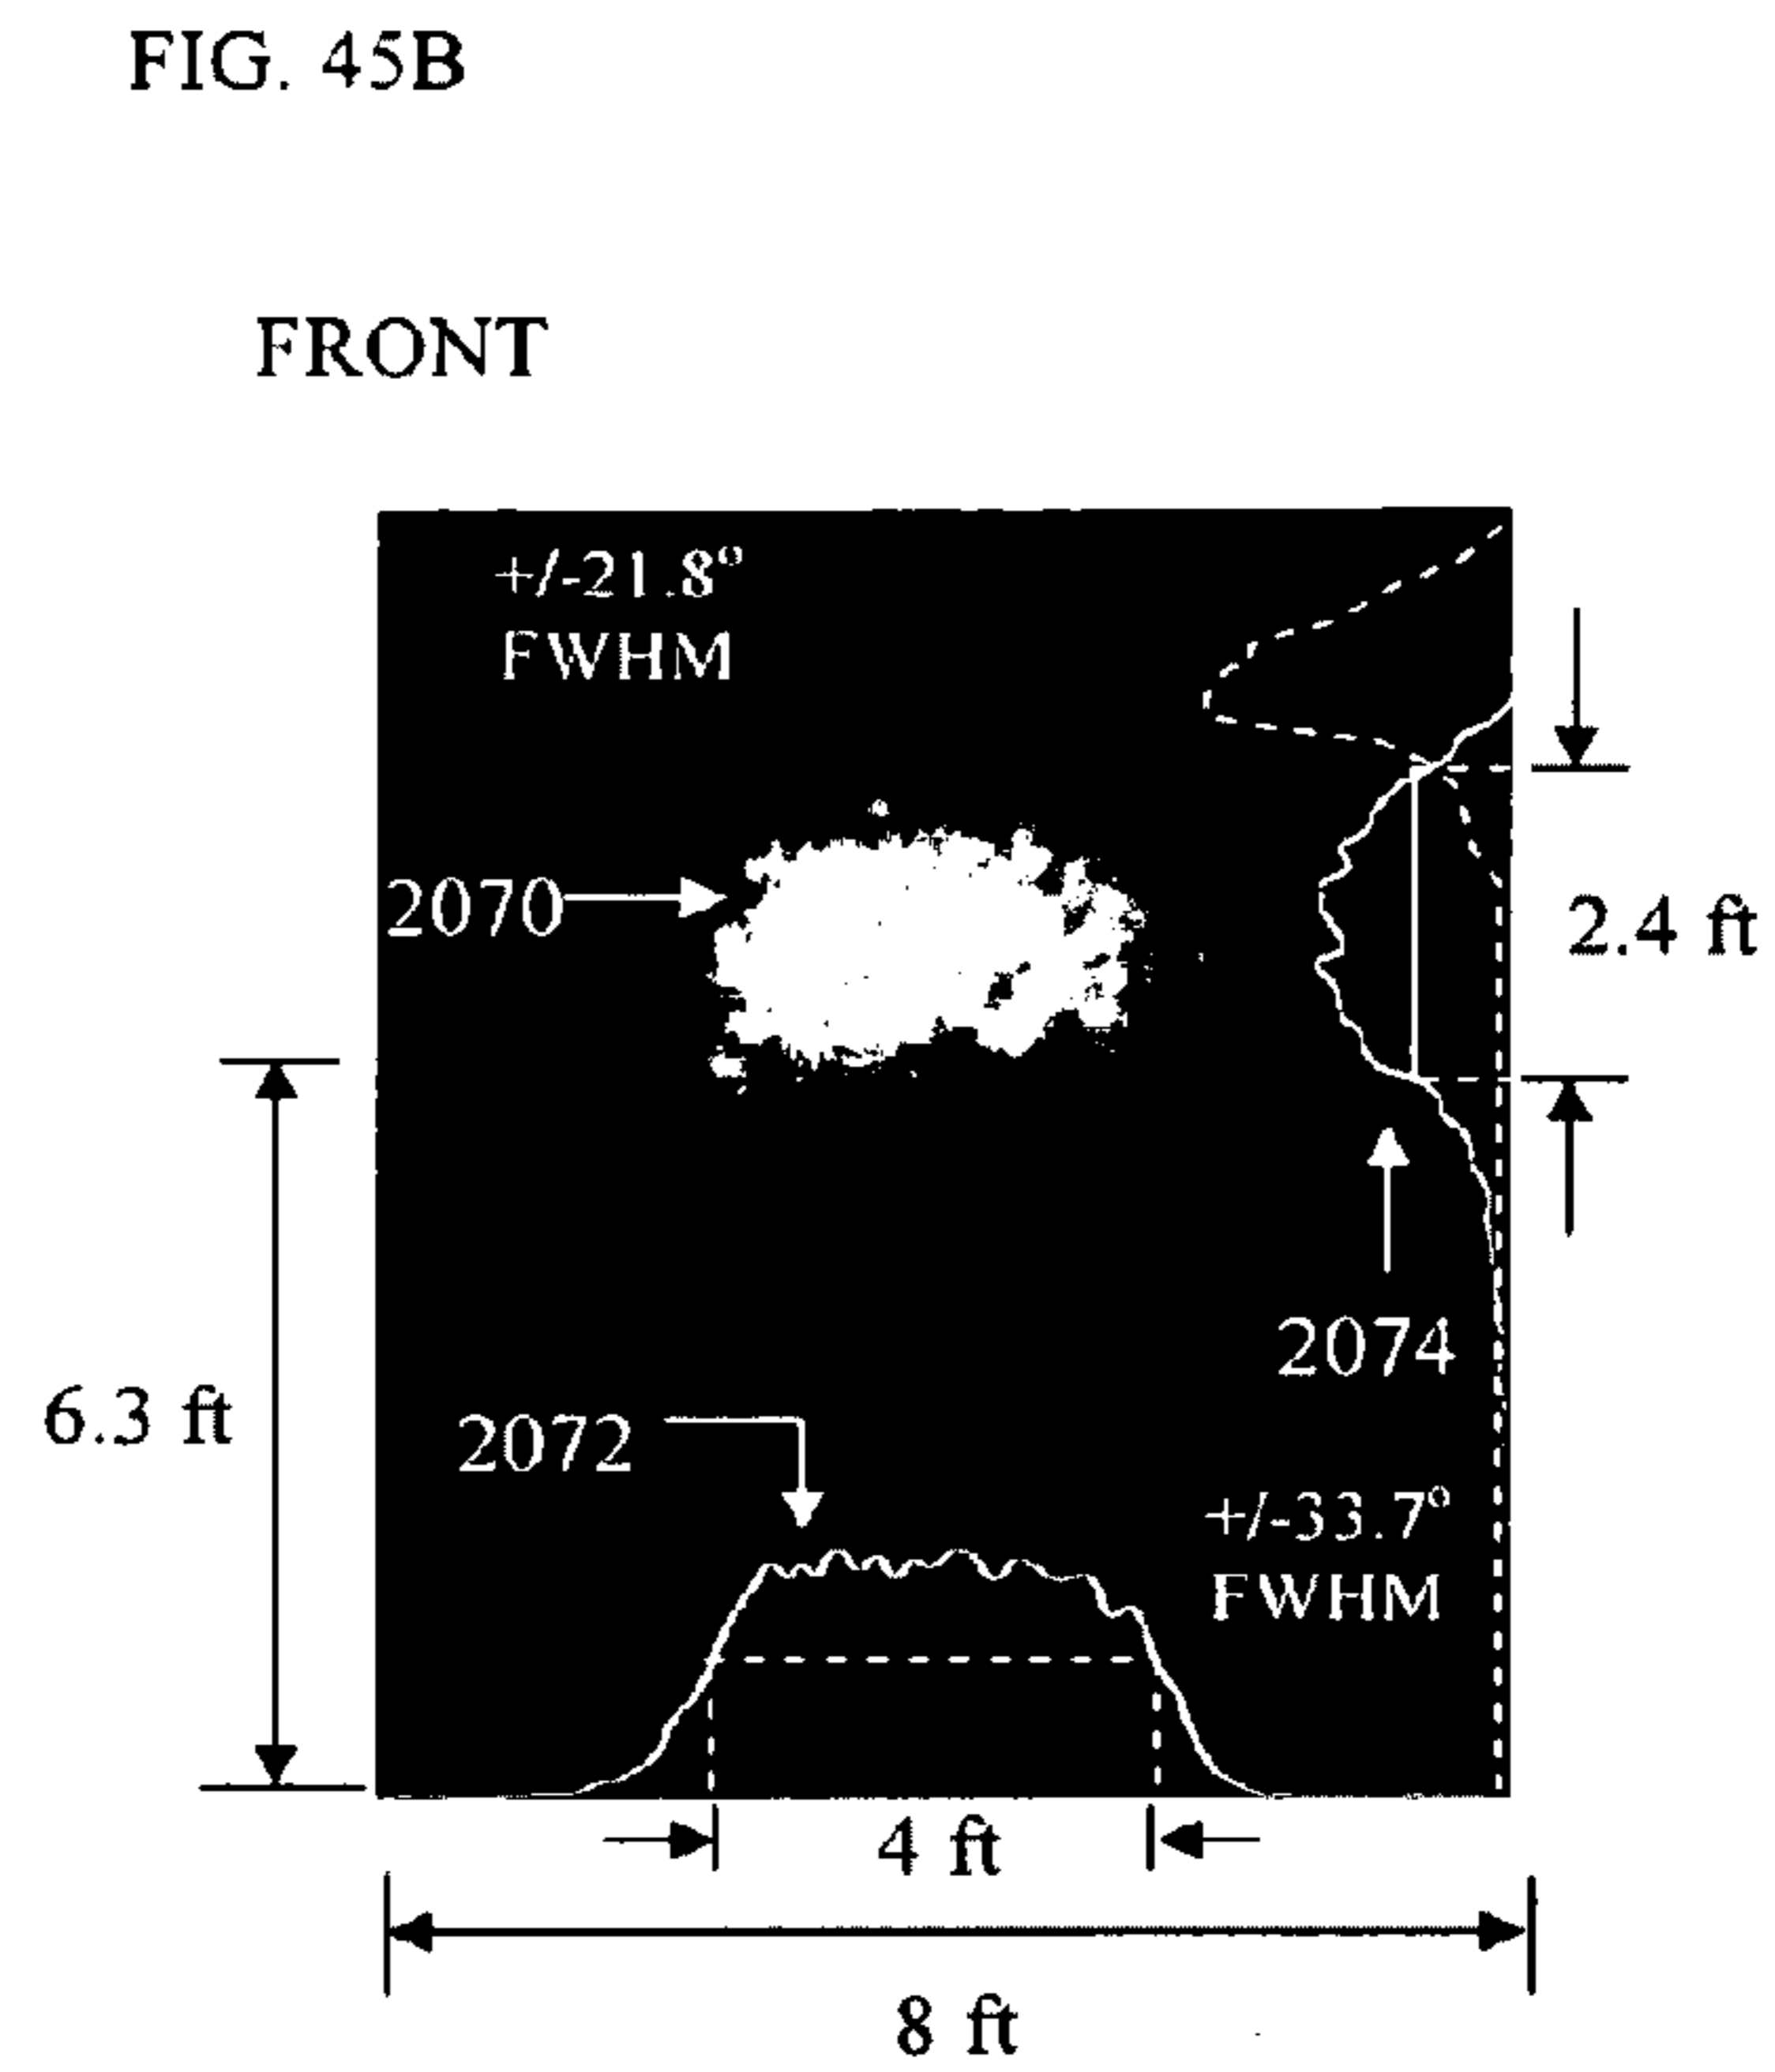 FIG. 45B
FRONT
+/-21.8°
FWHM
2070
2.4 ft
2074
6.3 ft
2072
+/-33.7°
FWHM
4 ft
8 ft